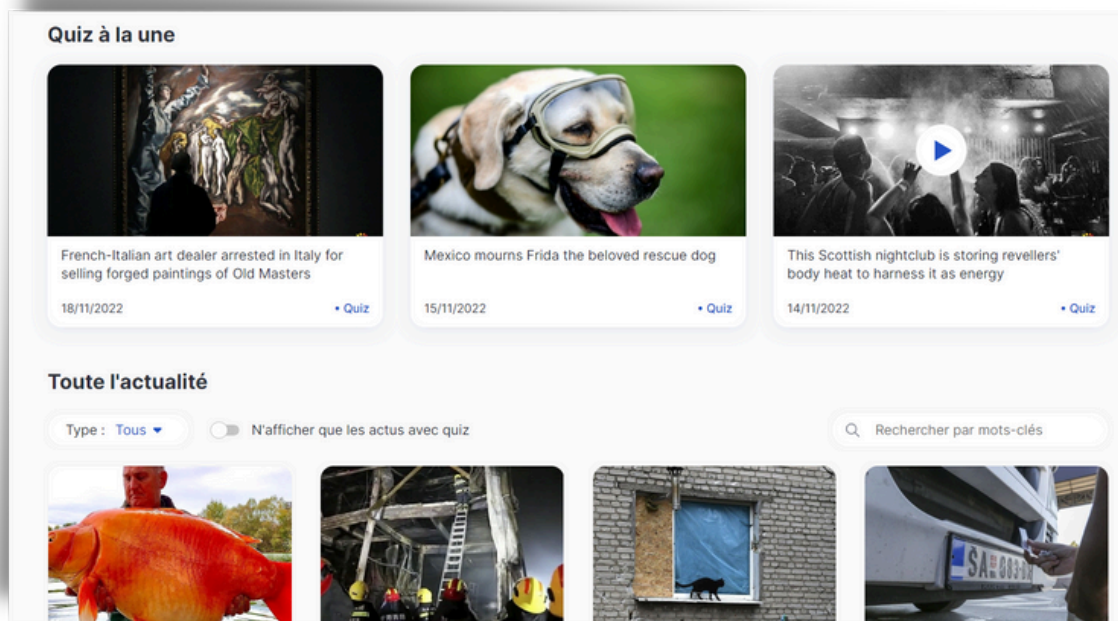 Quiz à la une
French-Italian art dealer arrested in Italy for
selling forged paintings of Old Masters
18/11/2022
• Quiz
Mexico mourns Frida the beloved rescue dog
15/11/2022
• Quiz
This Scottish nightclub is storing revellers'
body heat to harness it as energy
14/11/2022
• Quiz
Toute l'actualité
Type : Tous
N'afficher que les actus avec quiz
Rechercher par mots-clés